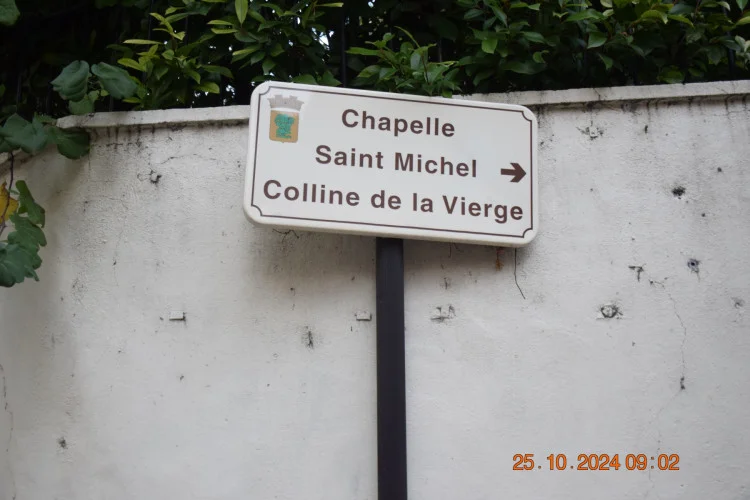 Chapelle
Saint Michel →
Colline de la Vierge
25.10.2024 09:02